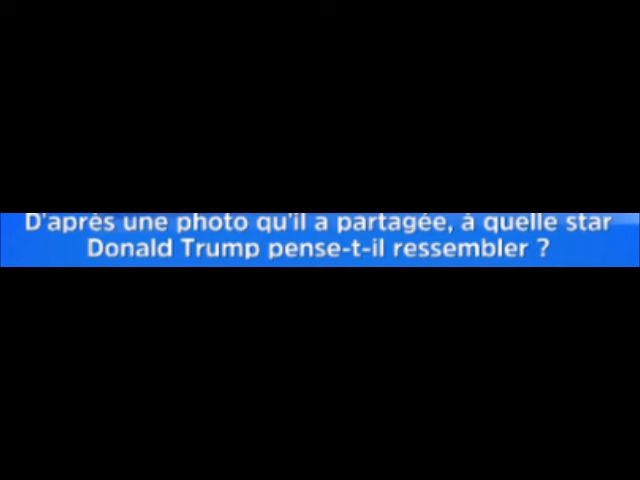 D'après une photo qu'il a partagée, à quelle star
Donald Trump pense-t-il ressembler ?